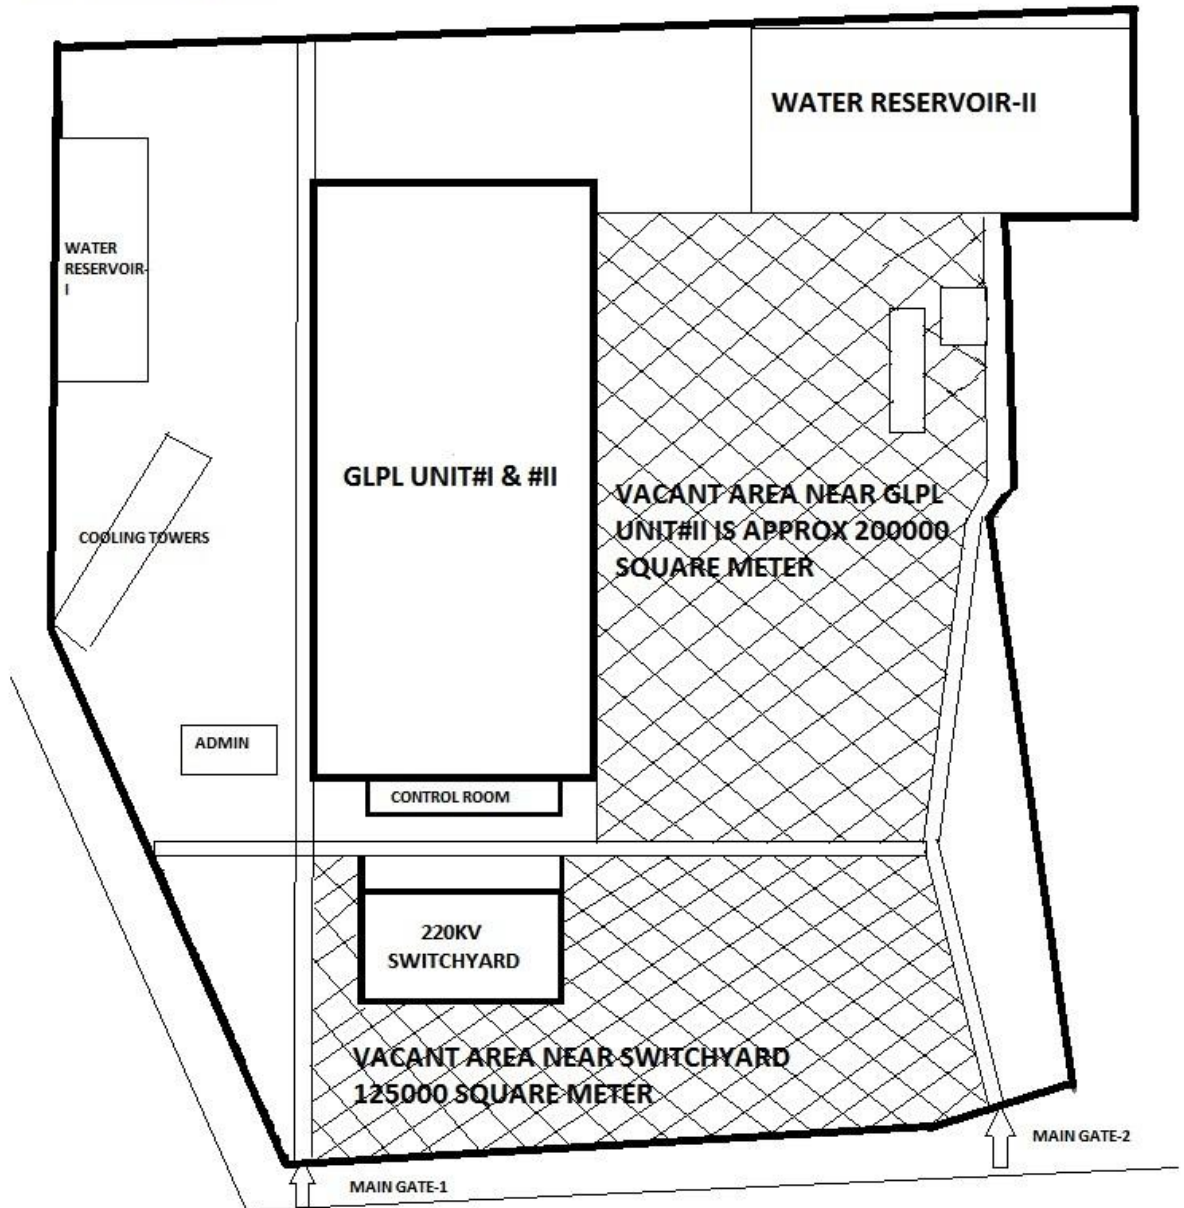 WATER RESERVOIR-II
WATER
RESERVOIR-
I
GLPL UNIT#I & #II
VACANT AREA NEAR GLPL
UNIT#II IS APPROX 200000
SQUARE METER
COOLING TOWERS
ADMIN
CONTROL ROOM
220KV
SWITCHYARD
VACANT AREA NEAR SWITCHYARD
125000 SQUARE METER
MAIN GATE-2
MAIN GATE-1